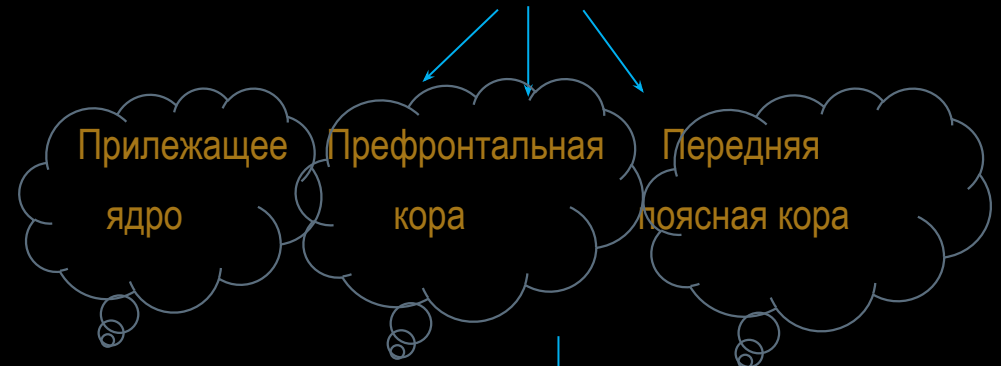 Прилежащее Префронтальная Передняя
ядро кора поясная кора